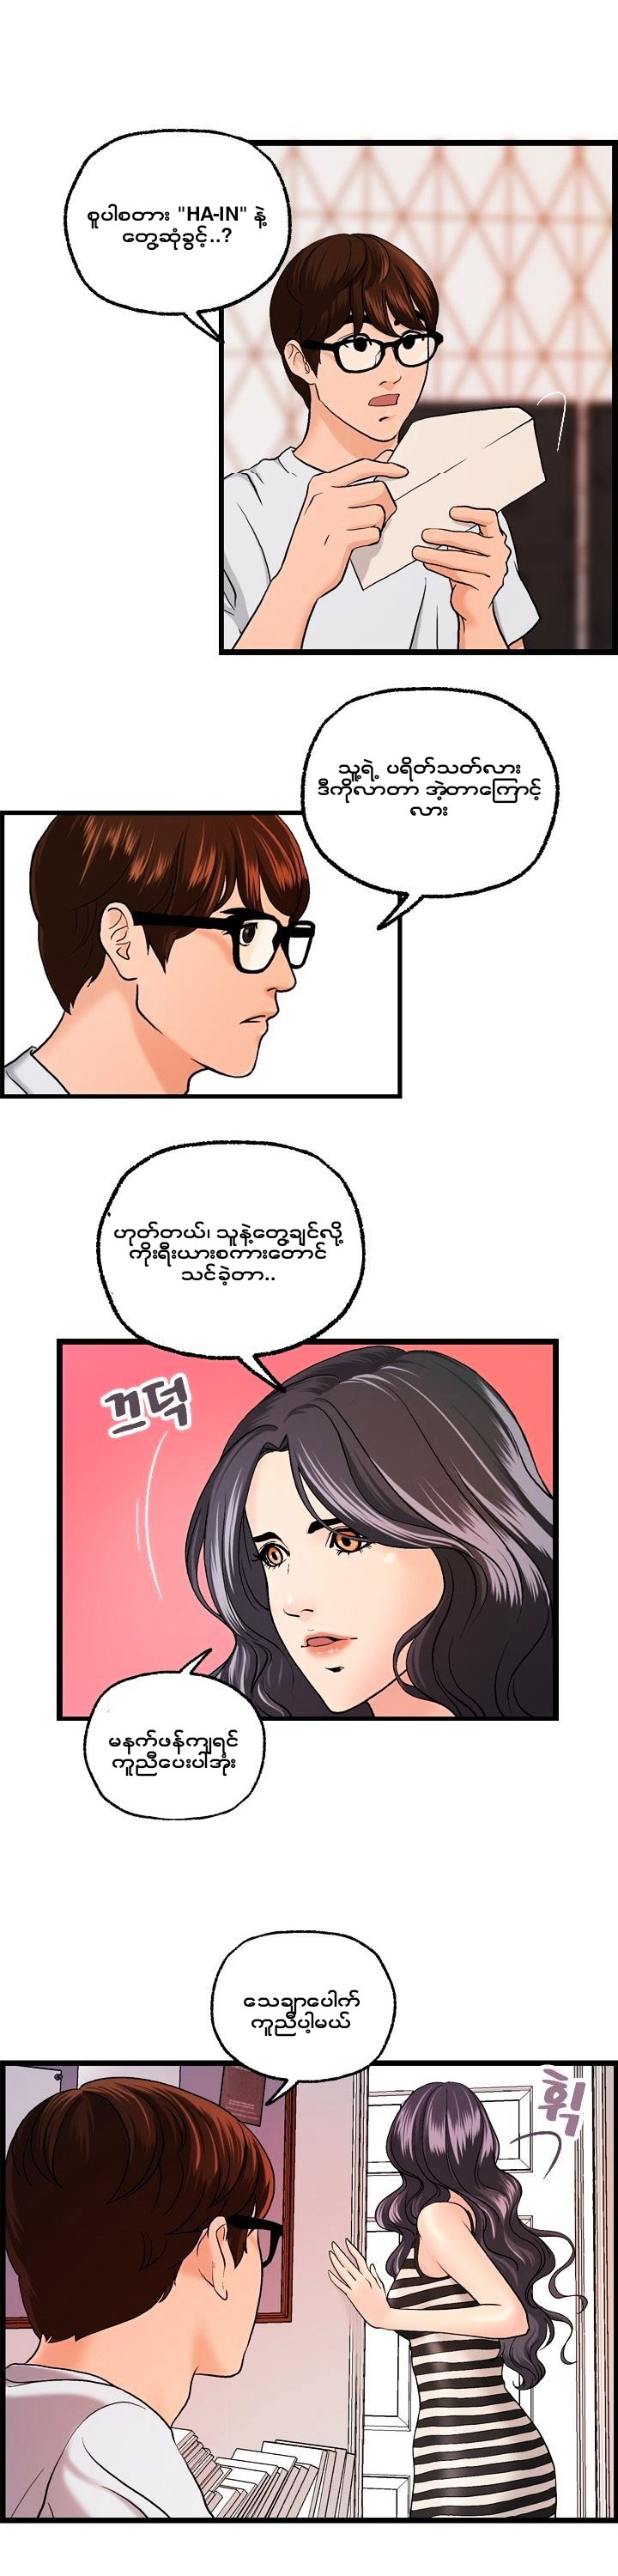 စူပါစတား "HA-IN" နဲ့
တွေ့ဆုံခွင့်..?
သူ့ရဲ့ ပရိတ်သတ်လား
ဒီကိုလာတာ အဲ့တာကြောင့်
လား
ဟုတ်တယ်၊ သူနဲ့တွေ့ချင်လို့
ကိုးရီးယားစကားတောင်
သင်ခဲ့တာ..
끄덕
မနက်ဖန်ကျရင်
ကူညီပေးပါအုံး
သေချာပေါက်
ကူညီပါ့မယ်
휙